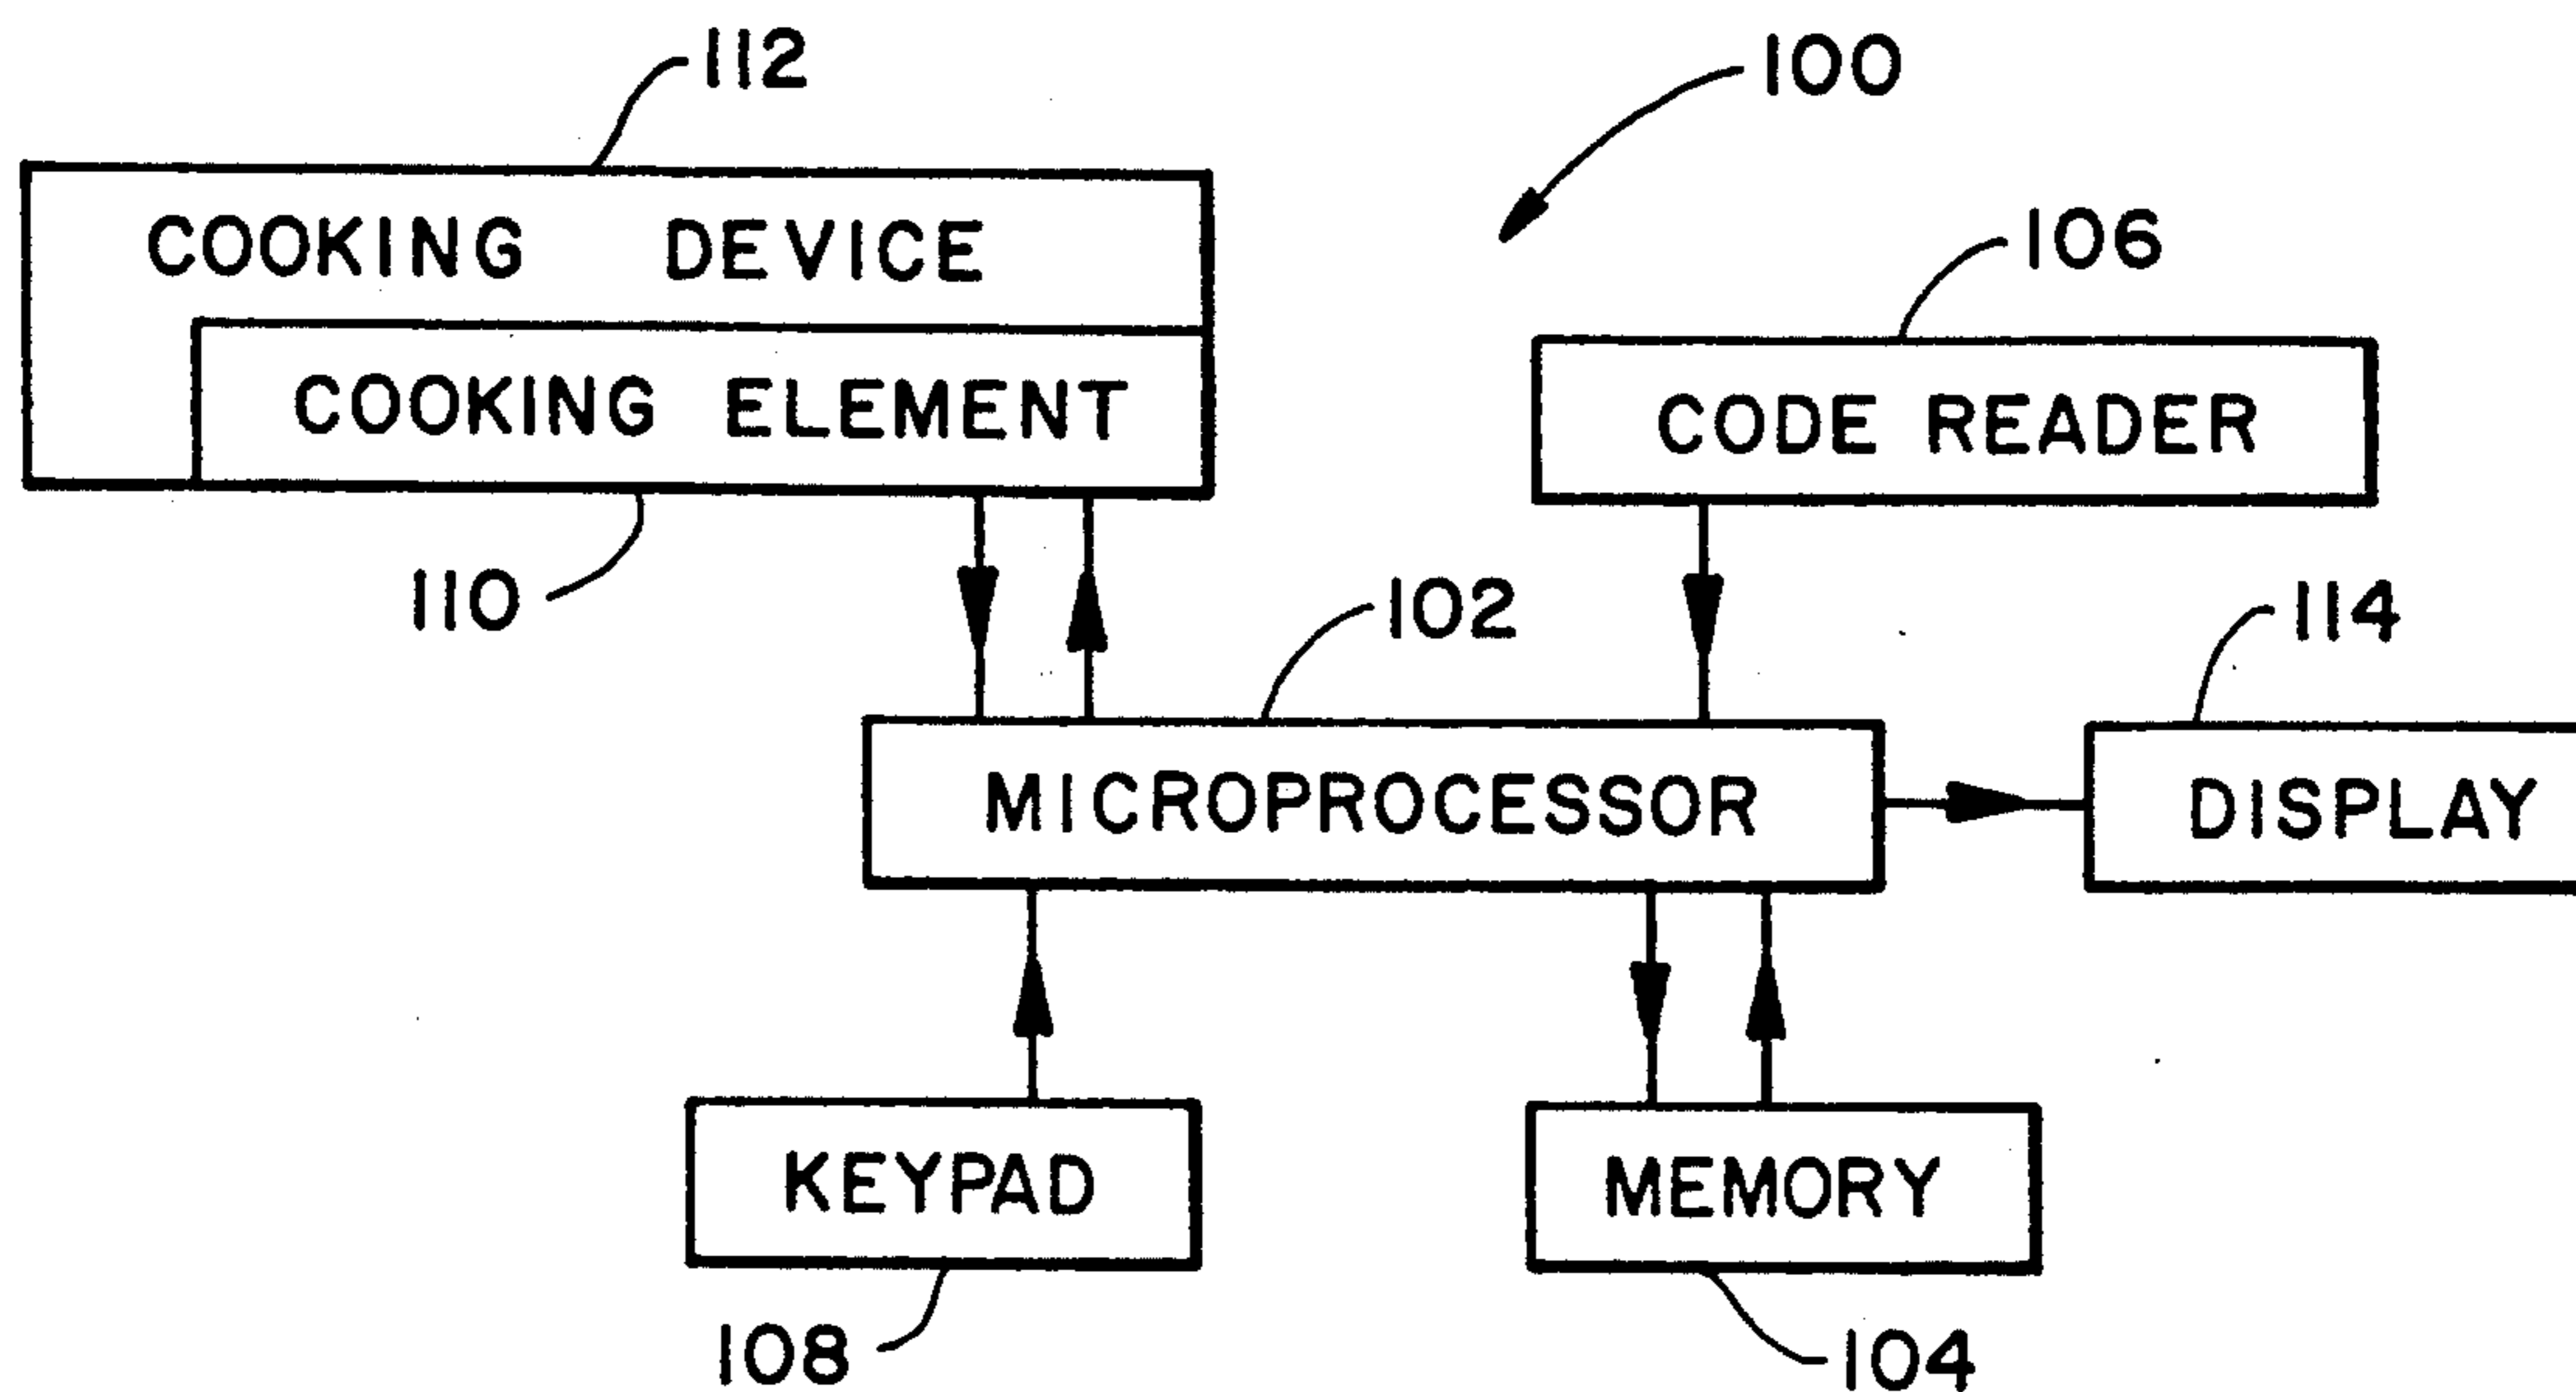 112
100
COOKING DEVICE
106
COOKING ELEMENT
CODE READER
110
102
114
MICROPROCESSOR
DISPLAY
KEYPAD
MEMORY
108
104